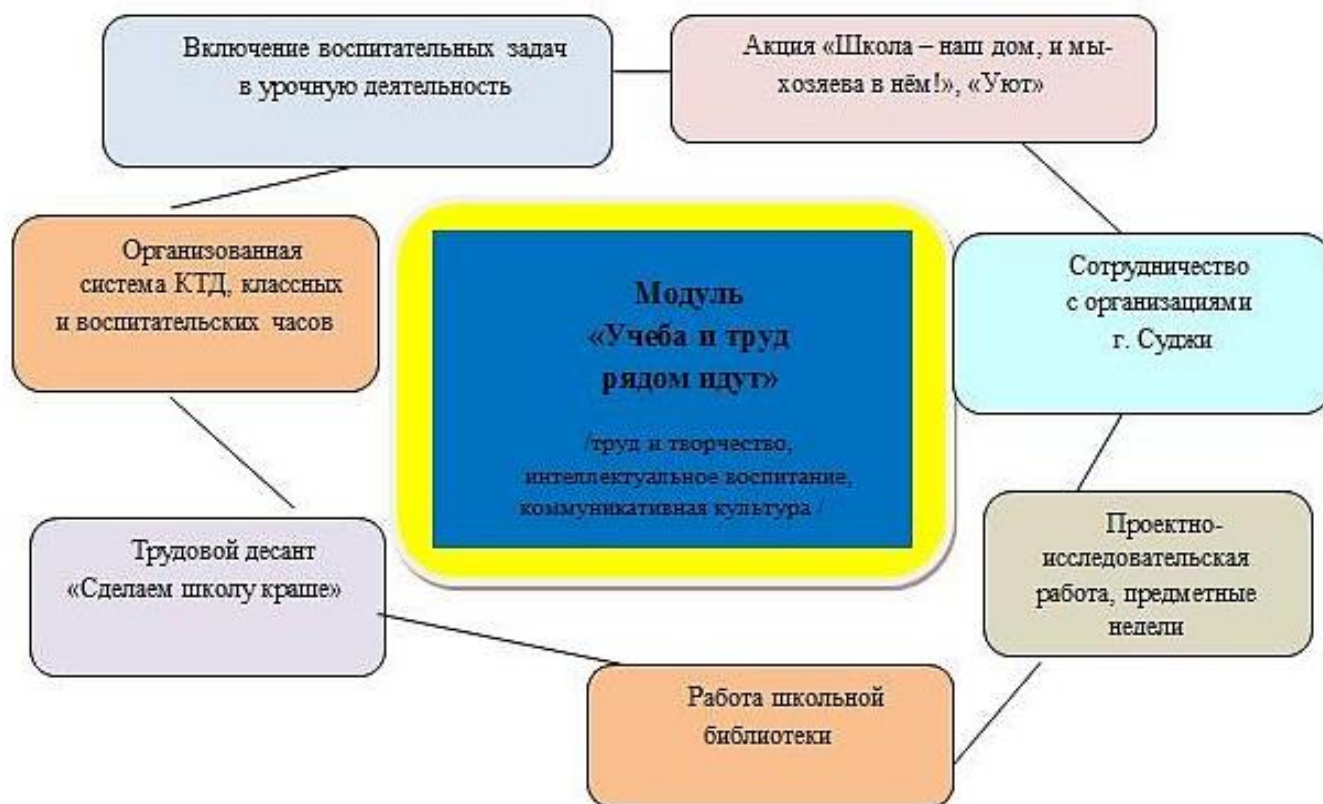 Включение воспитательных задач
в урочную деятельность
Акция «Школа – наш дом, и мы-
хозяева в нём!», «Уют»
Организованная
система КТД, классных
и воспитательских часов
Модуль
«Учеба и труд
рядом идут»
/труд и творчество,
интеллектуальное воспитание,
коммуникативная культура /
Сотрудничество
с организациями
г. Суджи
Трудовой десант
«Сделаем школу краше»
Проектно-
исследовательская
работа, предметные
недели
Работа школьной
библиотеки